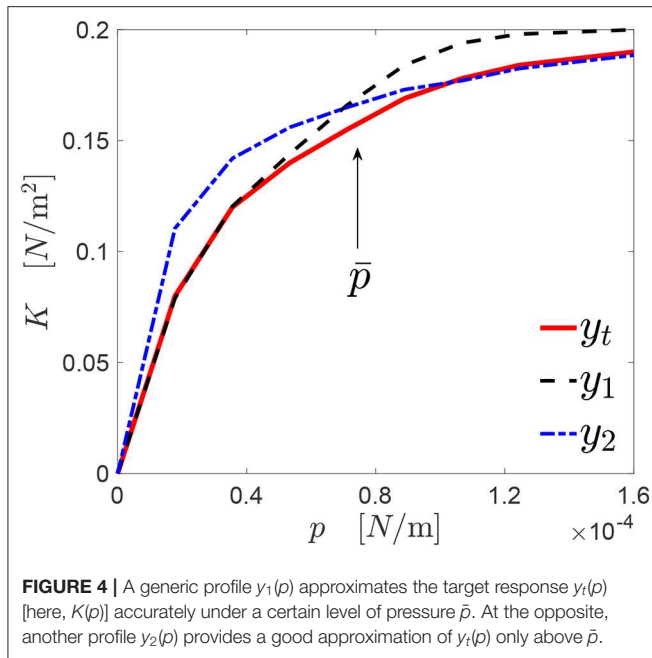 0.2
0.15
0.1
0.05
0
K [N/m²]
p̄
y_t
y_1
y_2
0 0.4 0.8 1.2 1.6
p [N/m] ×10⁻⁴
FIGURE 4 | A generic profile y₁(p) approximates the target response yₜ(p)
[here, K(p)] accurately under a certain level of pressure p̄. At the opposite,
another profile y₂(p) provides a good approximation of yₜ(p) only above p̄.